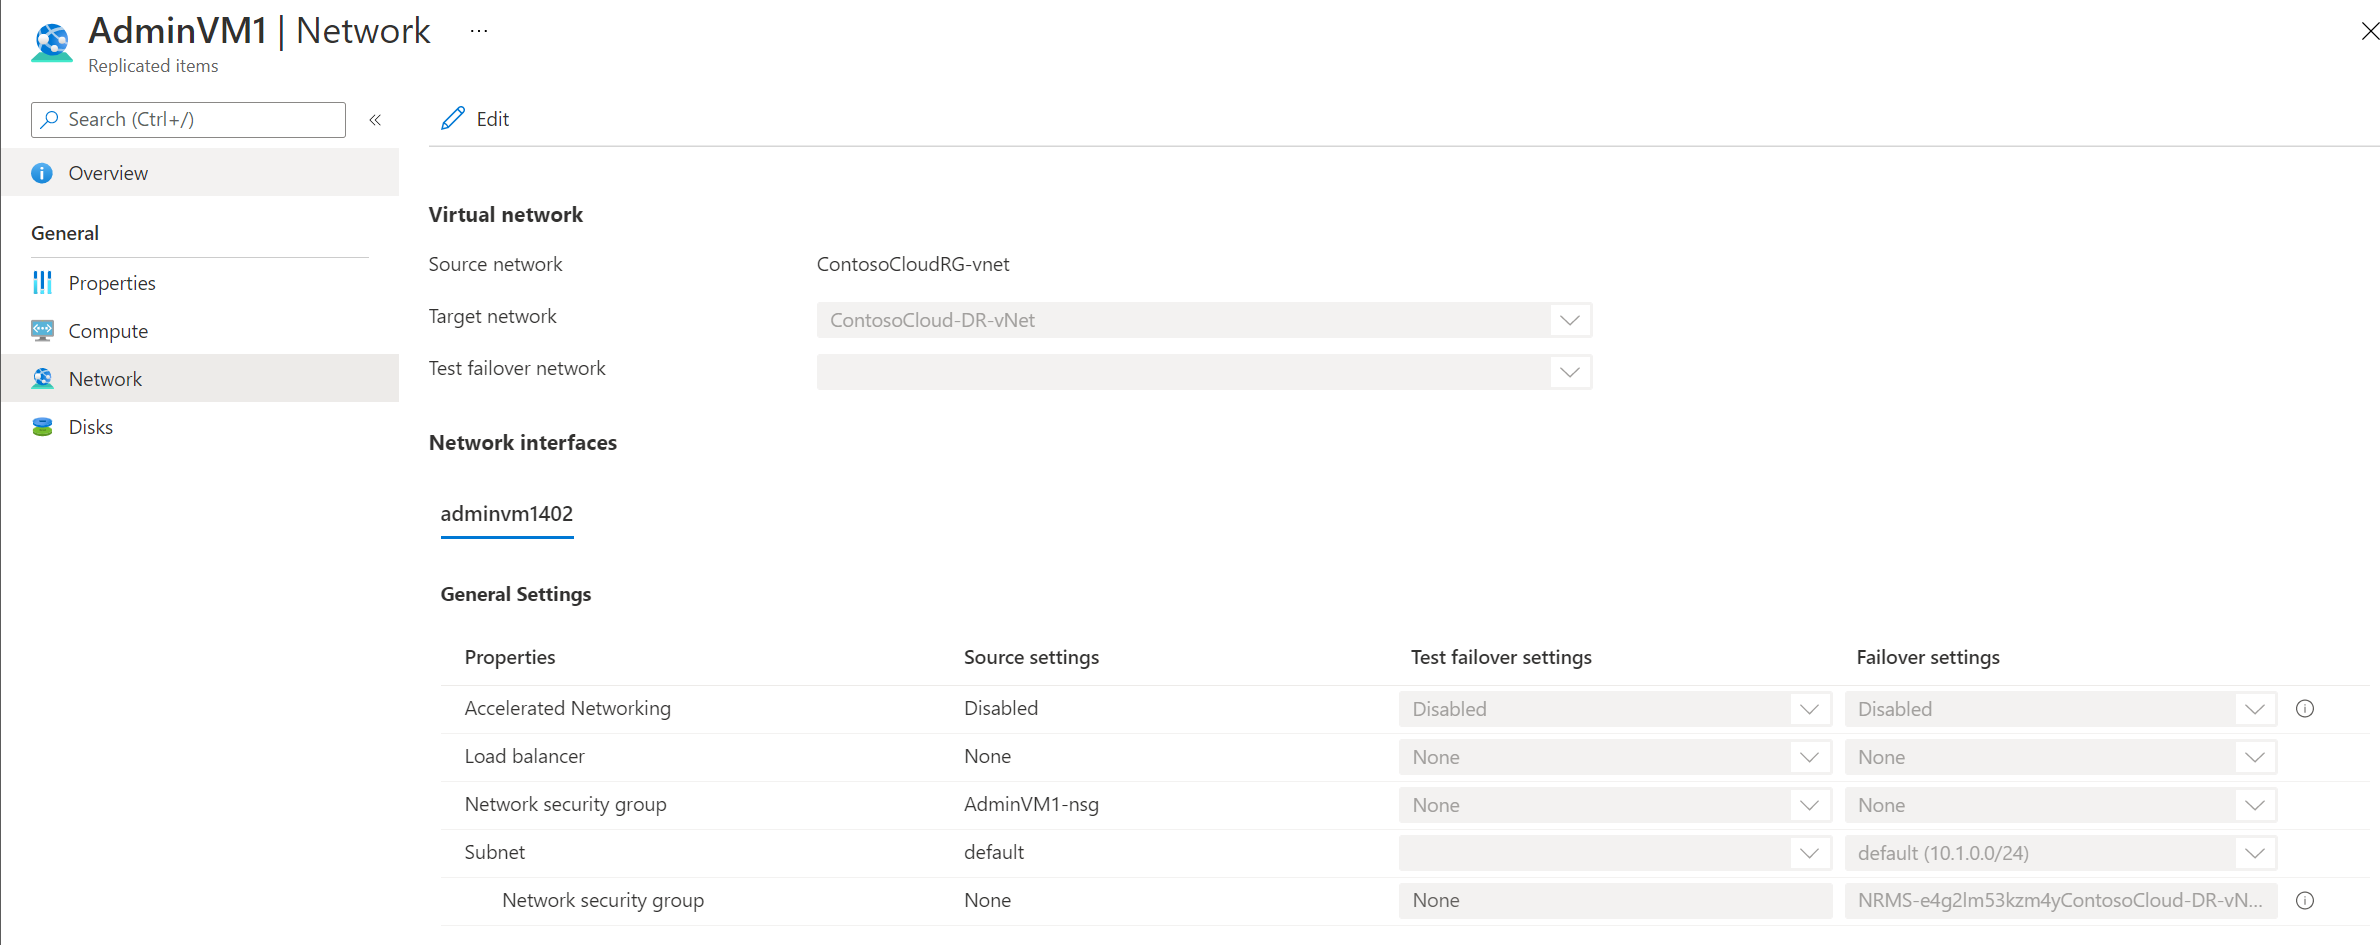 AdminVM1 | Network ...
Replicated items
Search (Ctrl+/) «
Edit
Overview
General
Properties
Compute
Network
Disks
Virtual network
Source network ContosoCloudRG-vnet
Target network ContosoCloud-DR-vNet
Test failover network
Network interfaces
adminvm1402
General Settings
Properties Source settings Test failover settings Failover settings
Accelerated Networking Disabled Disabled Disabled
Load balancer None None None
Network security group AdminVM1-nsg None None
Subnet default default (10.1.0.0/24)
Network security group None None NRMS-e4g2lm53kzm4yContosoCloud-DR-vN...